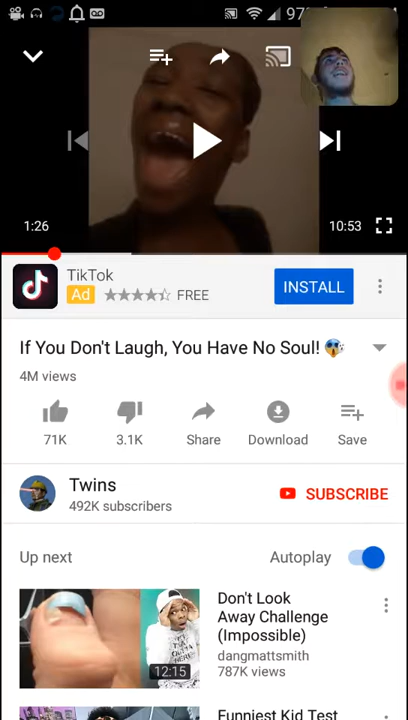 97%
1:26
10:53
TikTok
INSTALL
Ad
FREE
If You Don't Laugh, You Have No Soul! 😱
4M views
71K
3.1K
Share
Download
Save
Twins
SUBSCRIBE
492K subscribers
Up next
Autoplay
Don't Look
Away Challenge
(Impossible)
dangmattsmith
787K views
12:15
Funniest Kid Test